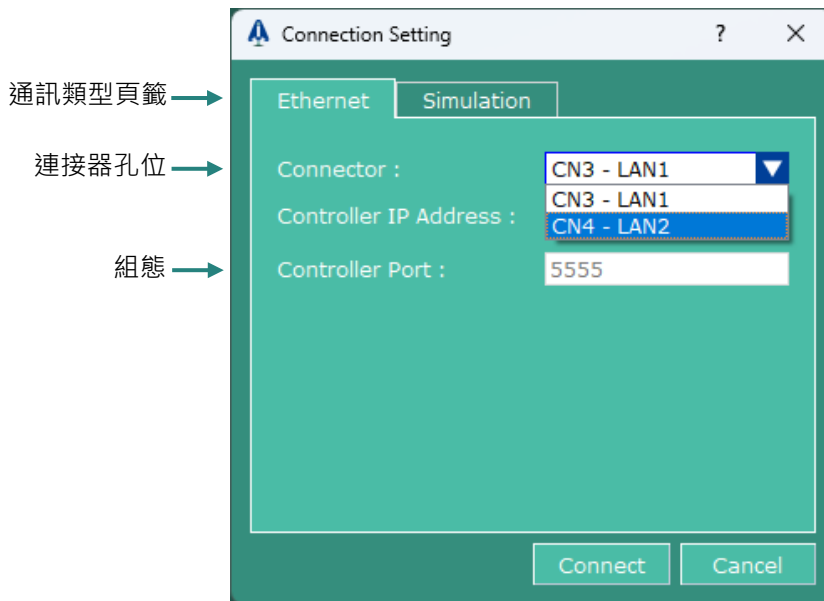 Connection Setting
?
通訊類型頁籤
Ethernet
Simulation
連接器孔位
Connector :
CN3 - LAN1
CN3 - LAN1
Controller IP Address :
CN4 - LAN2
組態
Controller Port :
5555
Connect
Cancel